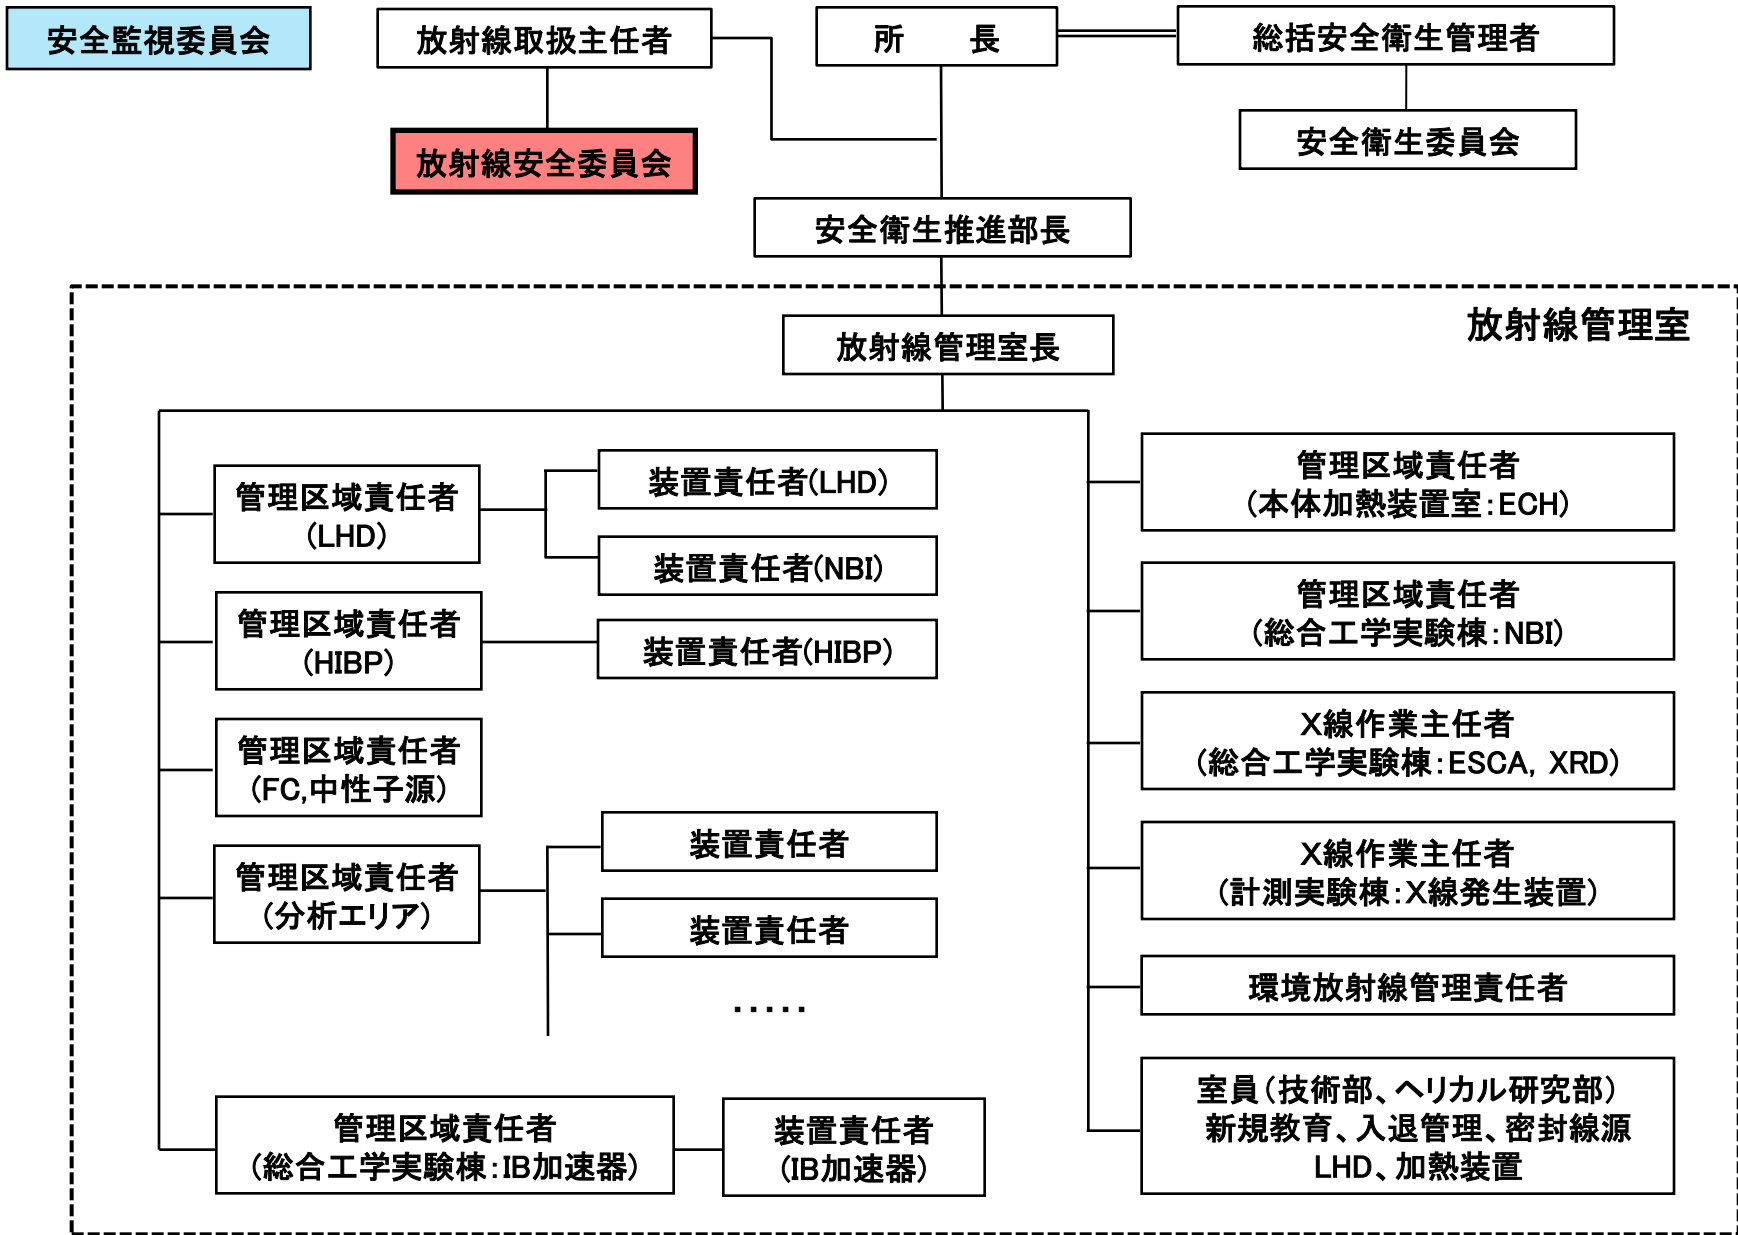 安全監視委員会
放射線取扱主任者
所　　長
総括安全衛生管理者
放射線安全委員会
安全衛生委員会
安全衛生推進部長
放射線管理室
放射線管理室長
管理区域責任者
(LHD)
装置責任者(LHD)
装置責任者(NBI)
管理区域責任者
(HIBP)
装置責任者(HIBP)
管理区域責任者
(FC,中性子源)
管理区域責任者
(分析エリア)
装置責任者
装置責任者
・・・・・
管理区域責任者
(総合工学実験棟:IB加速器)
装置責任者
(IB加速器)
管理区域責任者
(本体加熱装置室:ECH)
管理区域責任者
(総合工学実験棟:NBI)
X線作業主任者
(総合工学実験棟:ESCA, XRD)
X線作業主任者
(計測実験棟:X線発生装置)
環境放射線管理責任者
室員(技術部、ヘリカル研究部)
新規教育、入退管理、密封線源
LHD、加熱装置